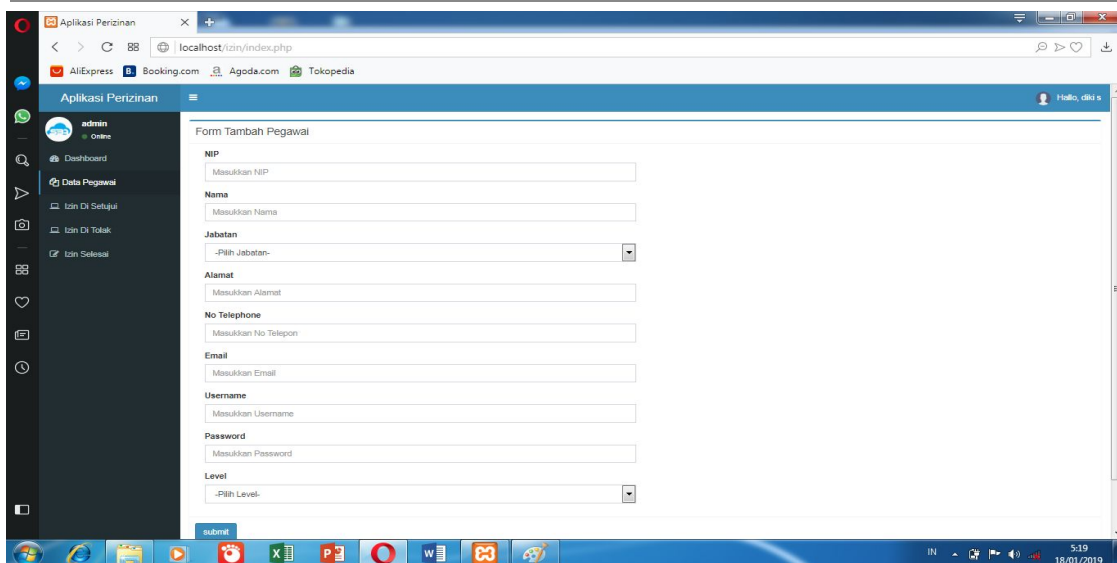 Aplikasi Perizinan
localhost/izin/index.php
AliExpress B. Booking.com a Agoda.com Tokopedia
Aplikasi Perizinan
Hallo, diki s
admin
Online
Dashboard
Data Pegawai
Izin Di Setujui
Izin Di Tolak
Izin Selesai
Form Tambah Pegawai
NIP
Masukkan NIP
Nama
Masukkan Nama
Jabatan
-Pilih Jabatan-
Alamat
Masukkan Alamat
No Telephone
Masukkan No Telepon
Email
Masukkan Email
Username
Masukkan Username
Password
Masukkan Password
Level
-Pilih Level-
submit
IN
5:19
18/01/2019